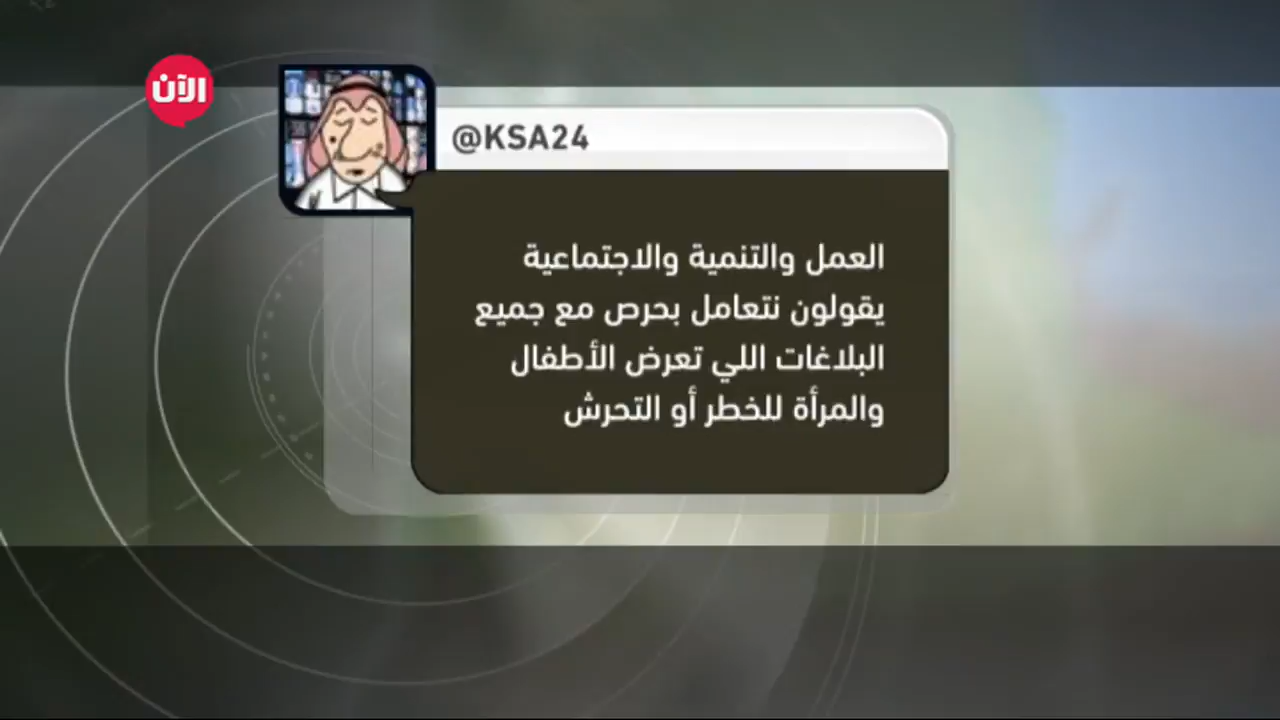 الآن
@KSA24
العمل والتنمية والاجتماعية
يقولون نتعامل بحرص مع جميع
البلاغات اللي تعرض الأطفال
والمرأة للخطر أو التحرش